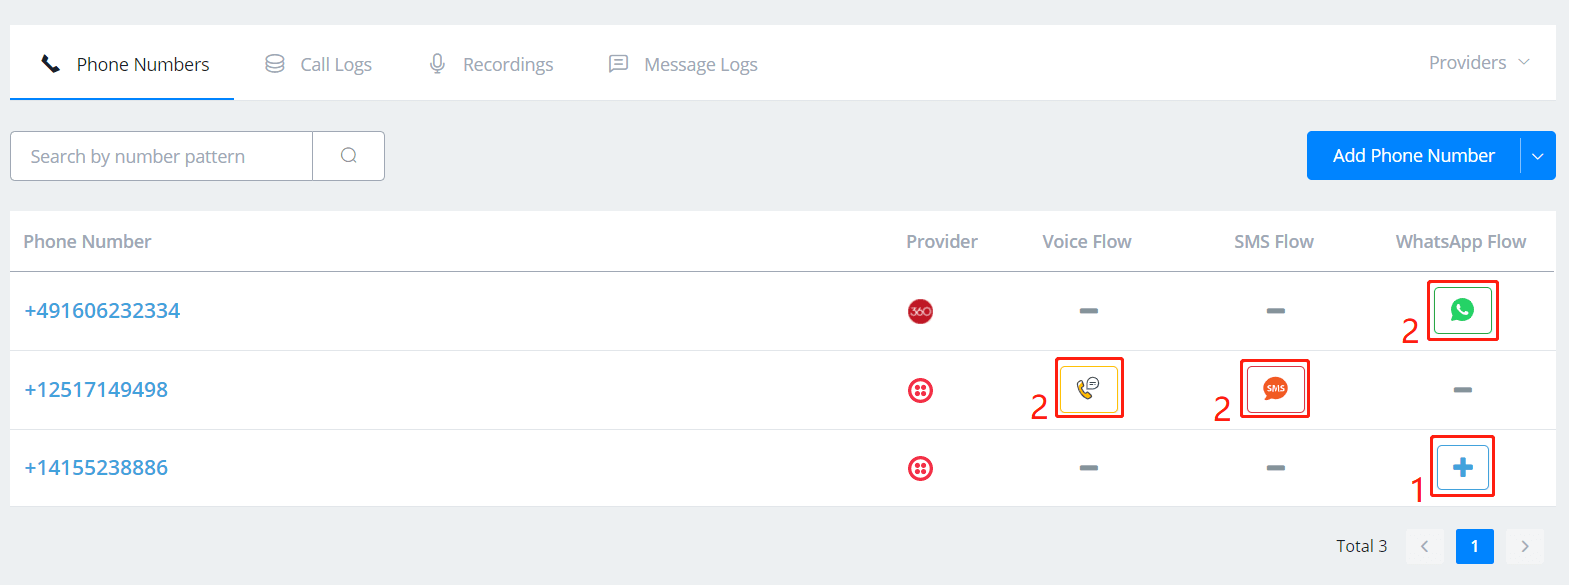 Phone Numbers Call Logs Recordings Message Logs Providers
Search by number pattern Add Phone Number
Phone Number Provider Voice Flow SMS Flow WhatsApp Flow
+491606232334 360 2
+12517149498 2 2 SMS
+14155238886 1
Total 3 1